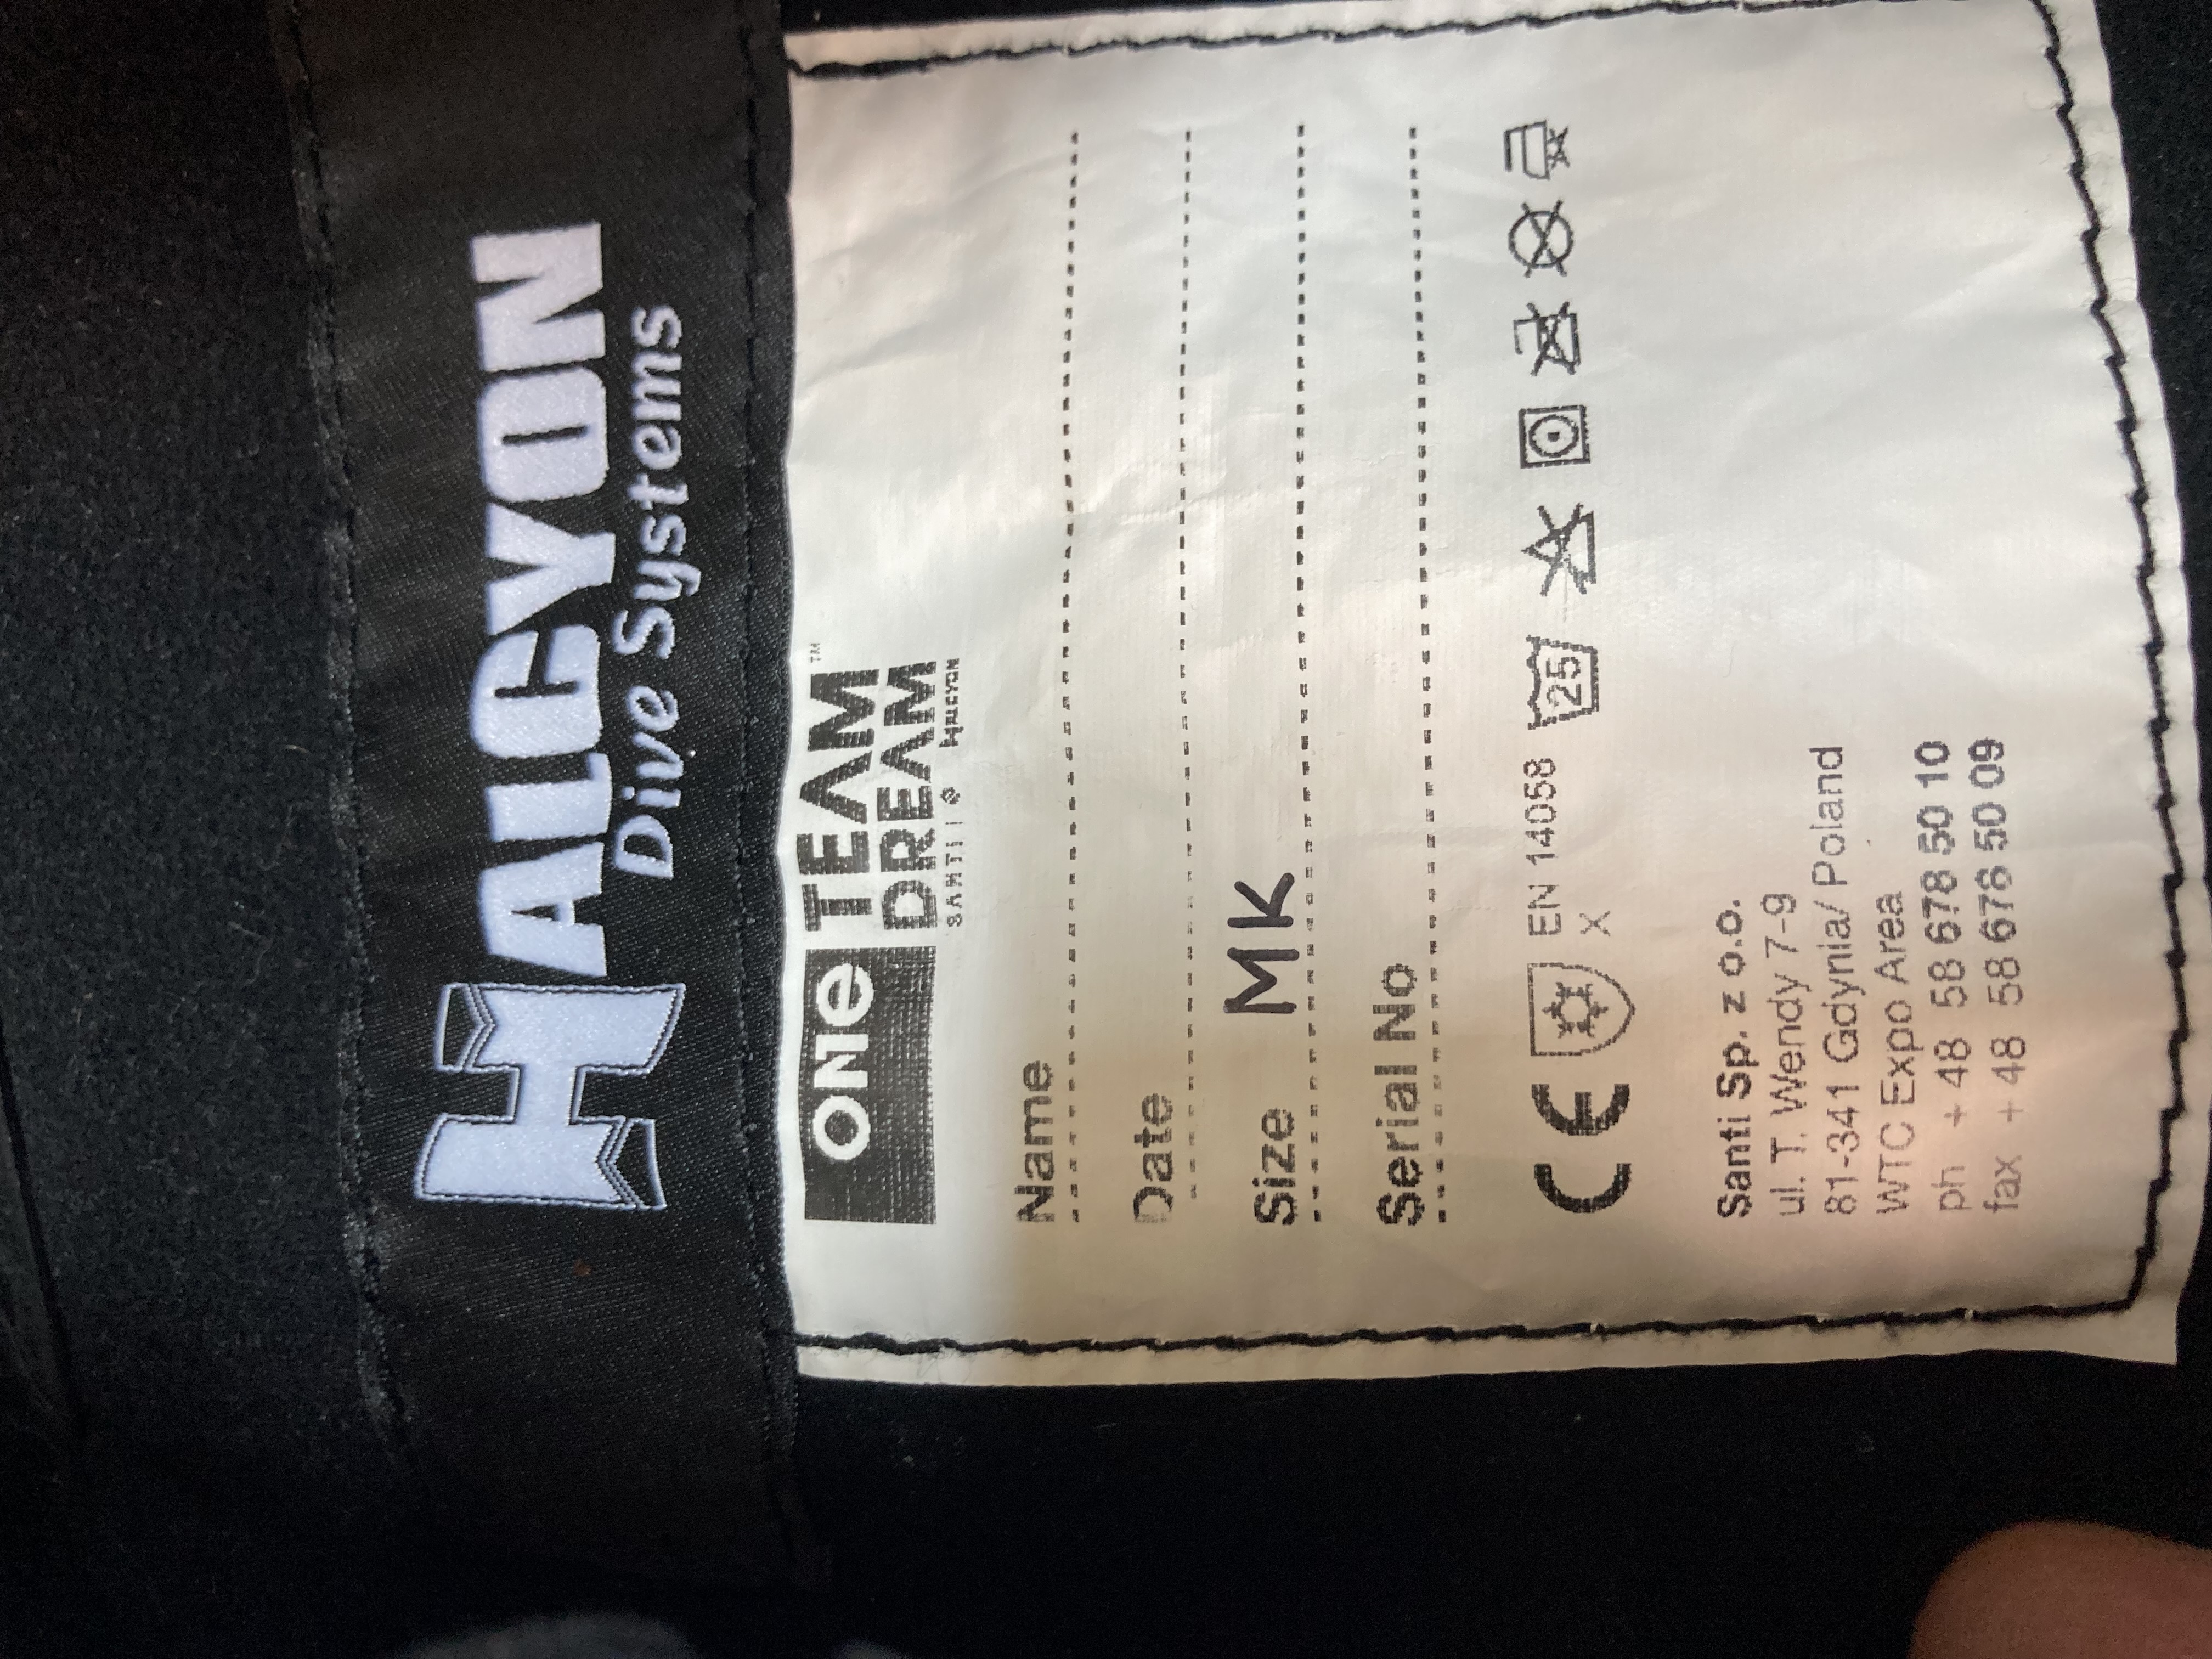 HALCYON
Dive Systems
ONE TEAM DREAM™
SANTI | HALCYON
Name
Date
Size MK
Serial No
CE EN 14058 25
X
Santi Sp. z o.o.
ul. T. Wendy 7-9
81-341 Gdynia/ Poland
WTC Expo Area
ph +48 58 678 50 10
fax +48 58 678 50 09